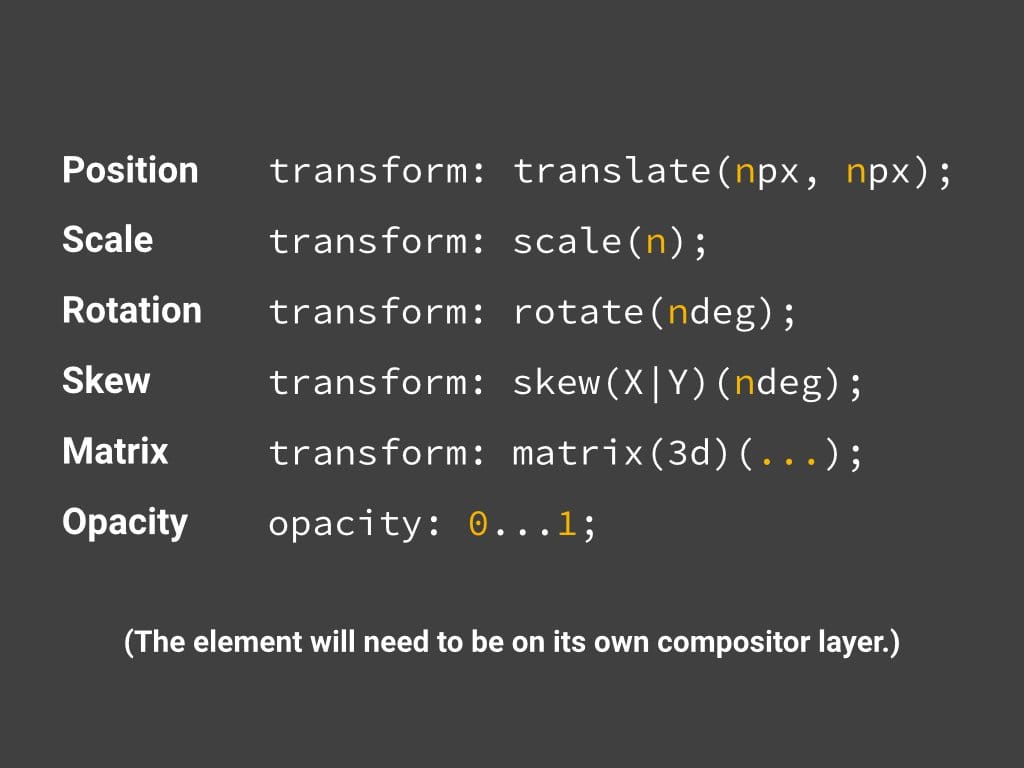 Position transform: translate(npx, npx);
Scale transform: scale(n);
Rotation transform: rotate(ndeg);
Skew transform: skew(X|Y)(ndeg);
Matrix transform: matrix(3d)(...);
Opacity opacity: 0...1;
(The element will need to be on its own compositor layer.)